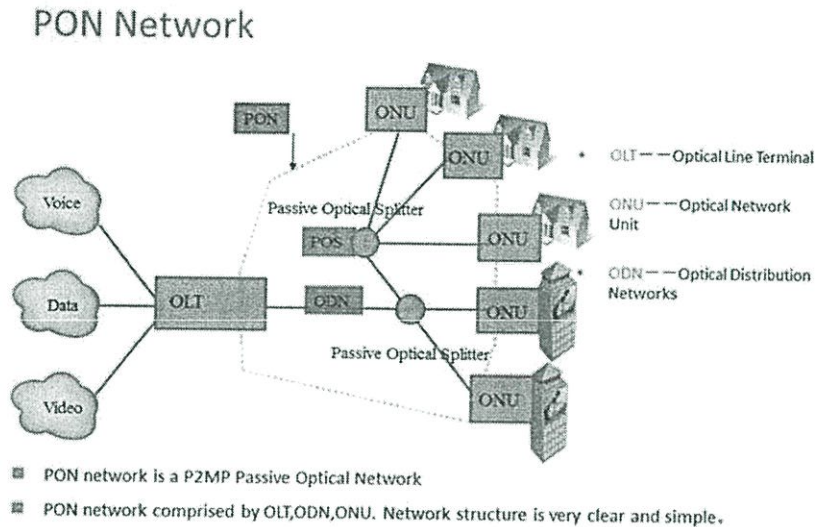 PON Network
PON
ONU
ONU
• OLT——Optical Line Terminal
Voice
Passive Optical Splitter
ONU——Optical Network
Unit
POS
ONU
• ODN——Optical Distribution
Networks
Data
OLT
ODN
ONU
Passive Optical Splitter
Video
ONU
PON network is a P2MP Passive Optical Network
PON network comprised by OLT,ODN,ONU. Network structure is very clear and simple.